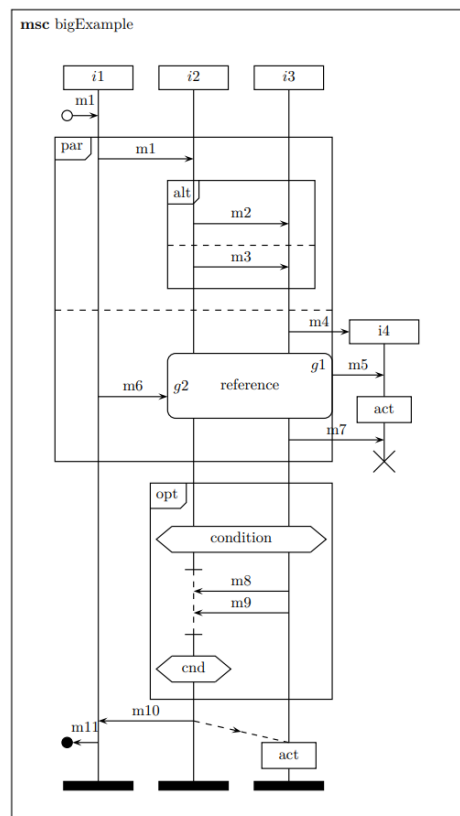 msc bigExample
i1 i2 i3
m1
par
m1
alt
m2
m3
m4 i4
g1 m5
m6 g2 reference
act
m7
opt
condition
m8
m9
cnd
m10
m11
act